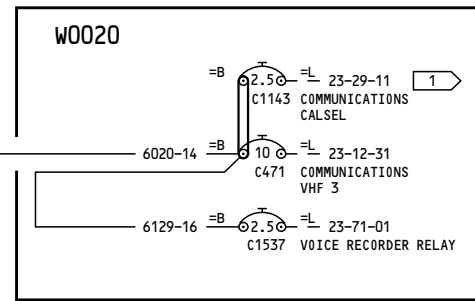 W0020
=B 2.5 =L 23-29-11 1
C1143 COMMUNICATIONS
CALSEL
6020-14 =B 10 =L 23-12-31
C471 COMMUNICATIONS
VHF 3
6129-16 =B 2.5 =L 23-71-01
C1537 VOICE RECORDER RELAY